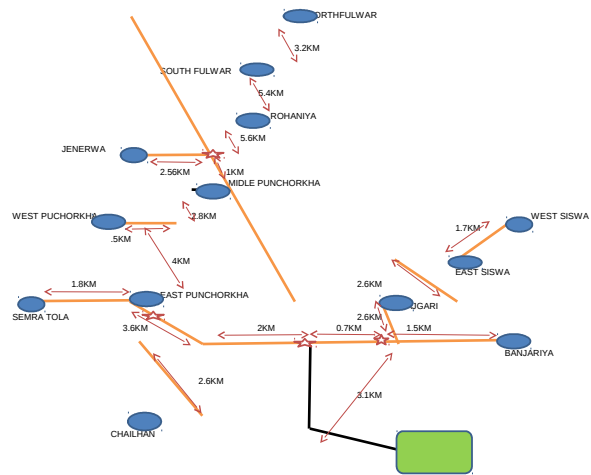 ORTHFULWAR
3.2KM
SOUTH FULWAR
5.4KM
ROHANIYA
5.6KM
JENERWA
2.56KM
1KM
MIDLE PUNCHORKHA
WEST PUCHORKHA
2.8KM
.5KM
WEST SISWA
1.7KM
4KM
EAST SISWA
1.8KM
2.6KM
EAST PUNCHORKHA
SEMRA TOLA
2.6KM
3.6KM
2KM
0.7KM
1.5KM
BANJARIYA
2.6KM
3.1KM
CHAILHAN